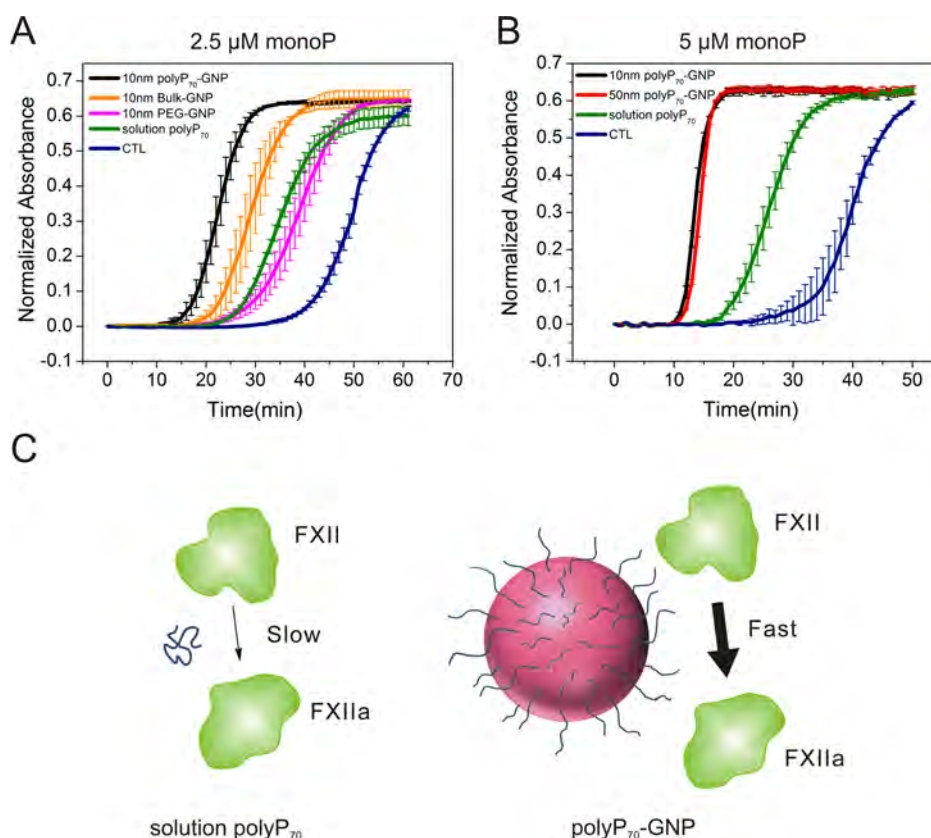 A
2.5 μM monoP
10nm polyP₇₀-GNP
10nm Bulk-GNP
10nm PEG-GNP
solution polyP₇₀
CTL
Normalized Absorbance
0.7
0.6
0.5
0.4
0.3
0.2
0.1
0.0
-0.1
0 10 20 30 40 50 60 70
Time(min)
B
5 μM monoP
10nm polyP₇₀-GNP
50nm polyP₇₀-GNP
solution polyP₇₀
CTL
Normalized Absorbance
0.7
0.6
0.5
0.4
0.3
0.2
0.1
0.0
-0.1
0 10 20 30 40 50
Time(min)
C
FXII
Slow
FXIIa
solution polyP₇₀
FXII
Fast
FXIIa
polyP₇₀-GNP